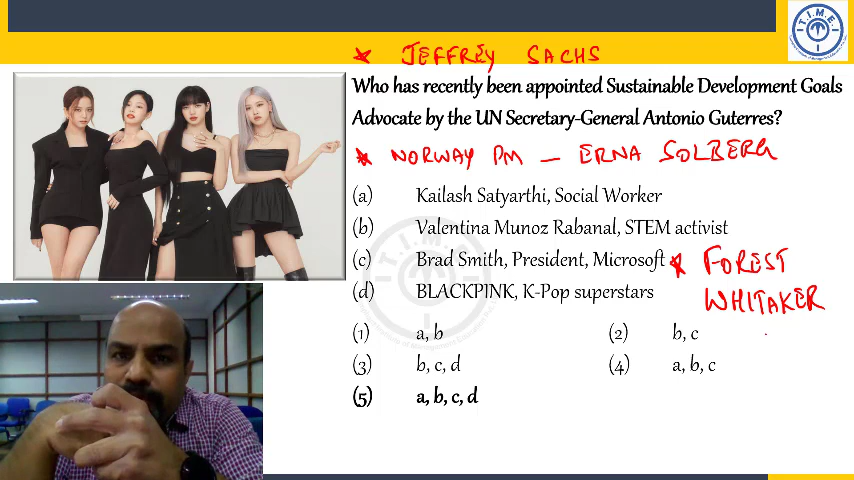 T.I.M.E.
★ JEFFREY SACHS
Who has recently been appointed Sustainable Development Goals
Advocate by the UN Secretary-General Antonio Guterres?
★ NORWAY PM – ERNA SOLBERG
(a) Kailash Satyarthi, Social Worker
(b) Valentina Munoz Rabanal, STEM activist
(c) Brad Smith, President, Microsoft ★ FOREST
(d) BLACKPINK, K-Pop superstars WHITAKER
(1) a, b (2) b, c
(3) b, c, d (4) a, b, c
(5) a, b, c, d